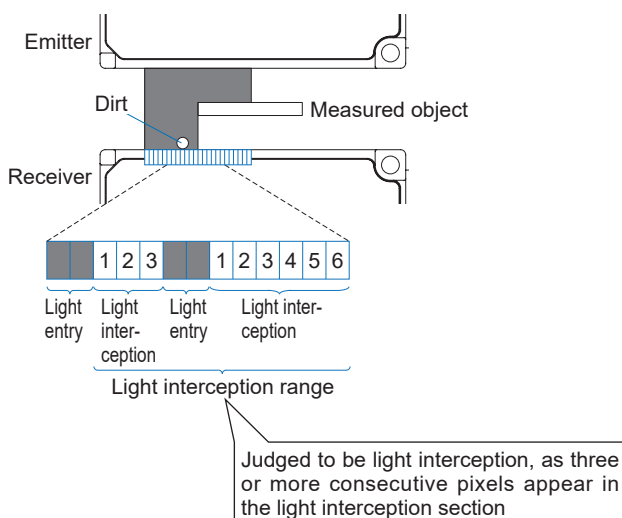 Emitter
Dirt
Measured object
Receiver
1 2 3 1 2 3 4 5 6
Light entry
Light inter-
ception
Light entry
Light inter-
ception
Light interception range
Judged to be light interception, as three
or more consecutive pixels appear in
the light interception section